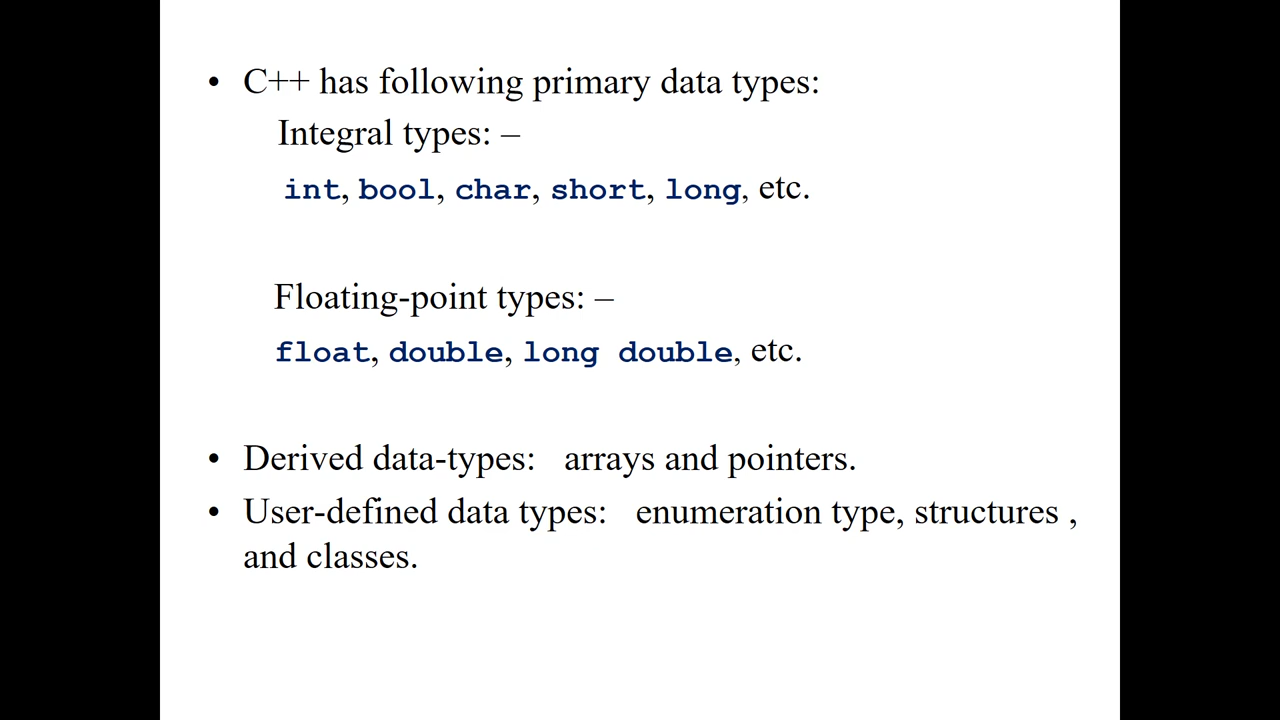 • C++ has following primary data types:
Integral types: –
int, bool, char, short, long, etc.
Floating-point types: –
float, double, long double, etc.
• Derived data-types: arrays and pointers.
• User-defined data types: enumeration type, structures ,
and classes.